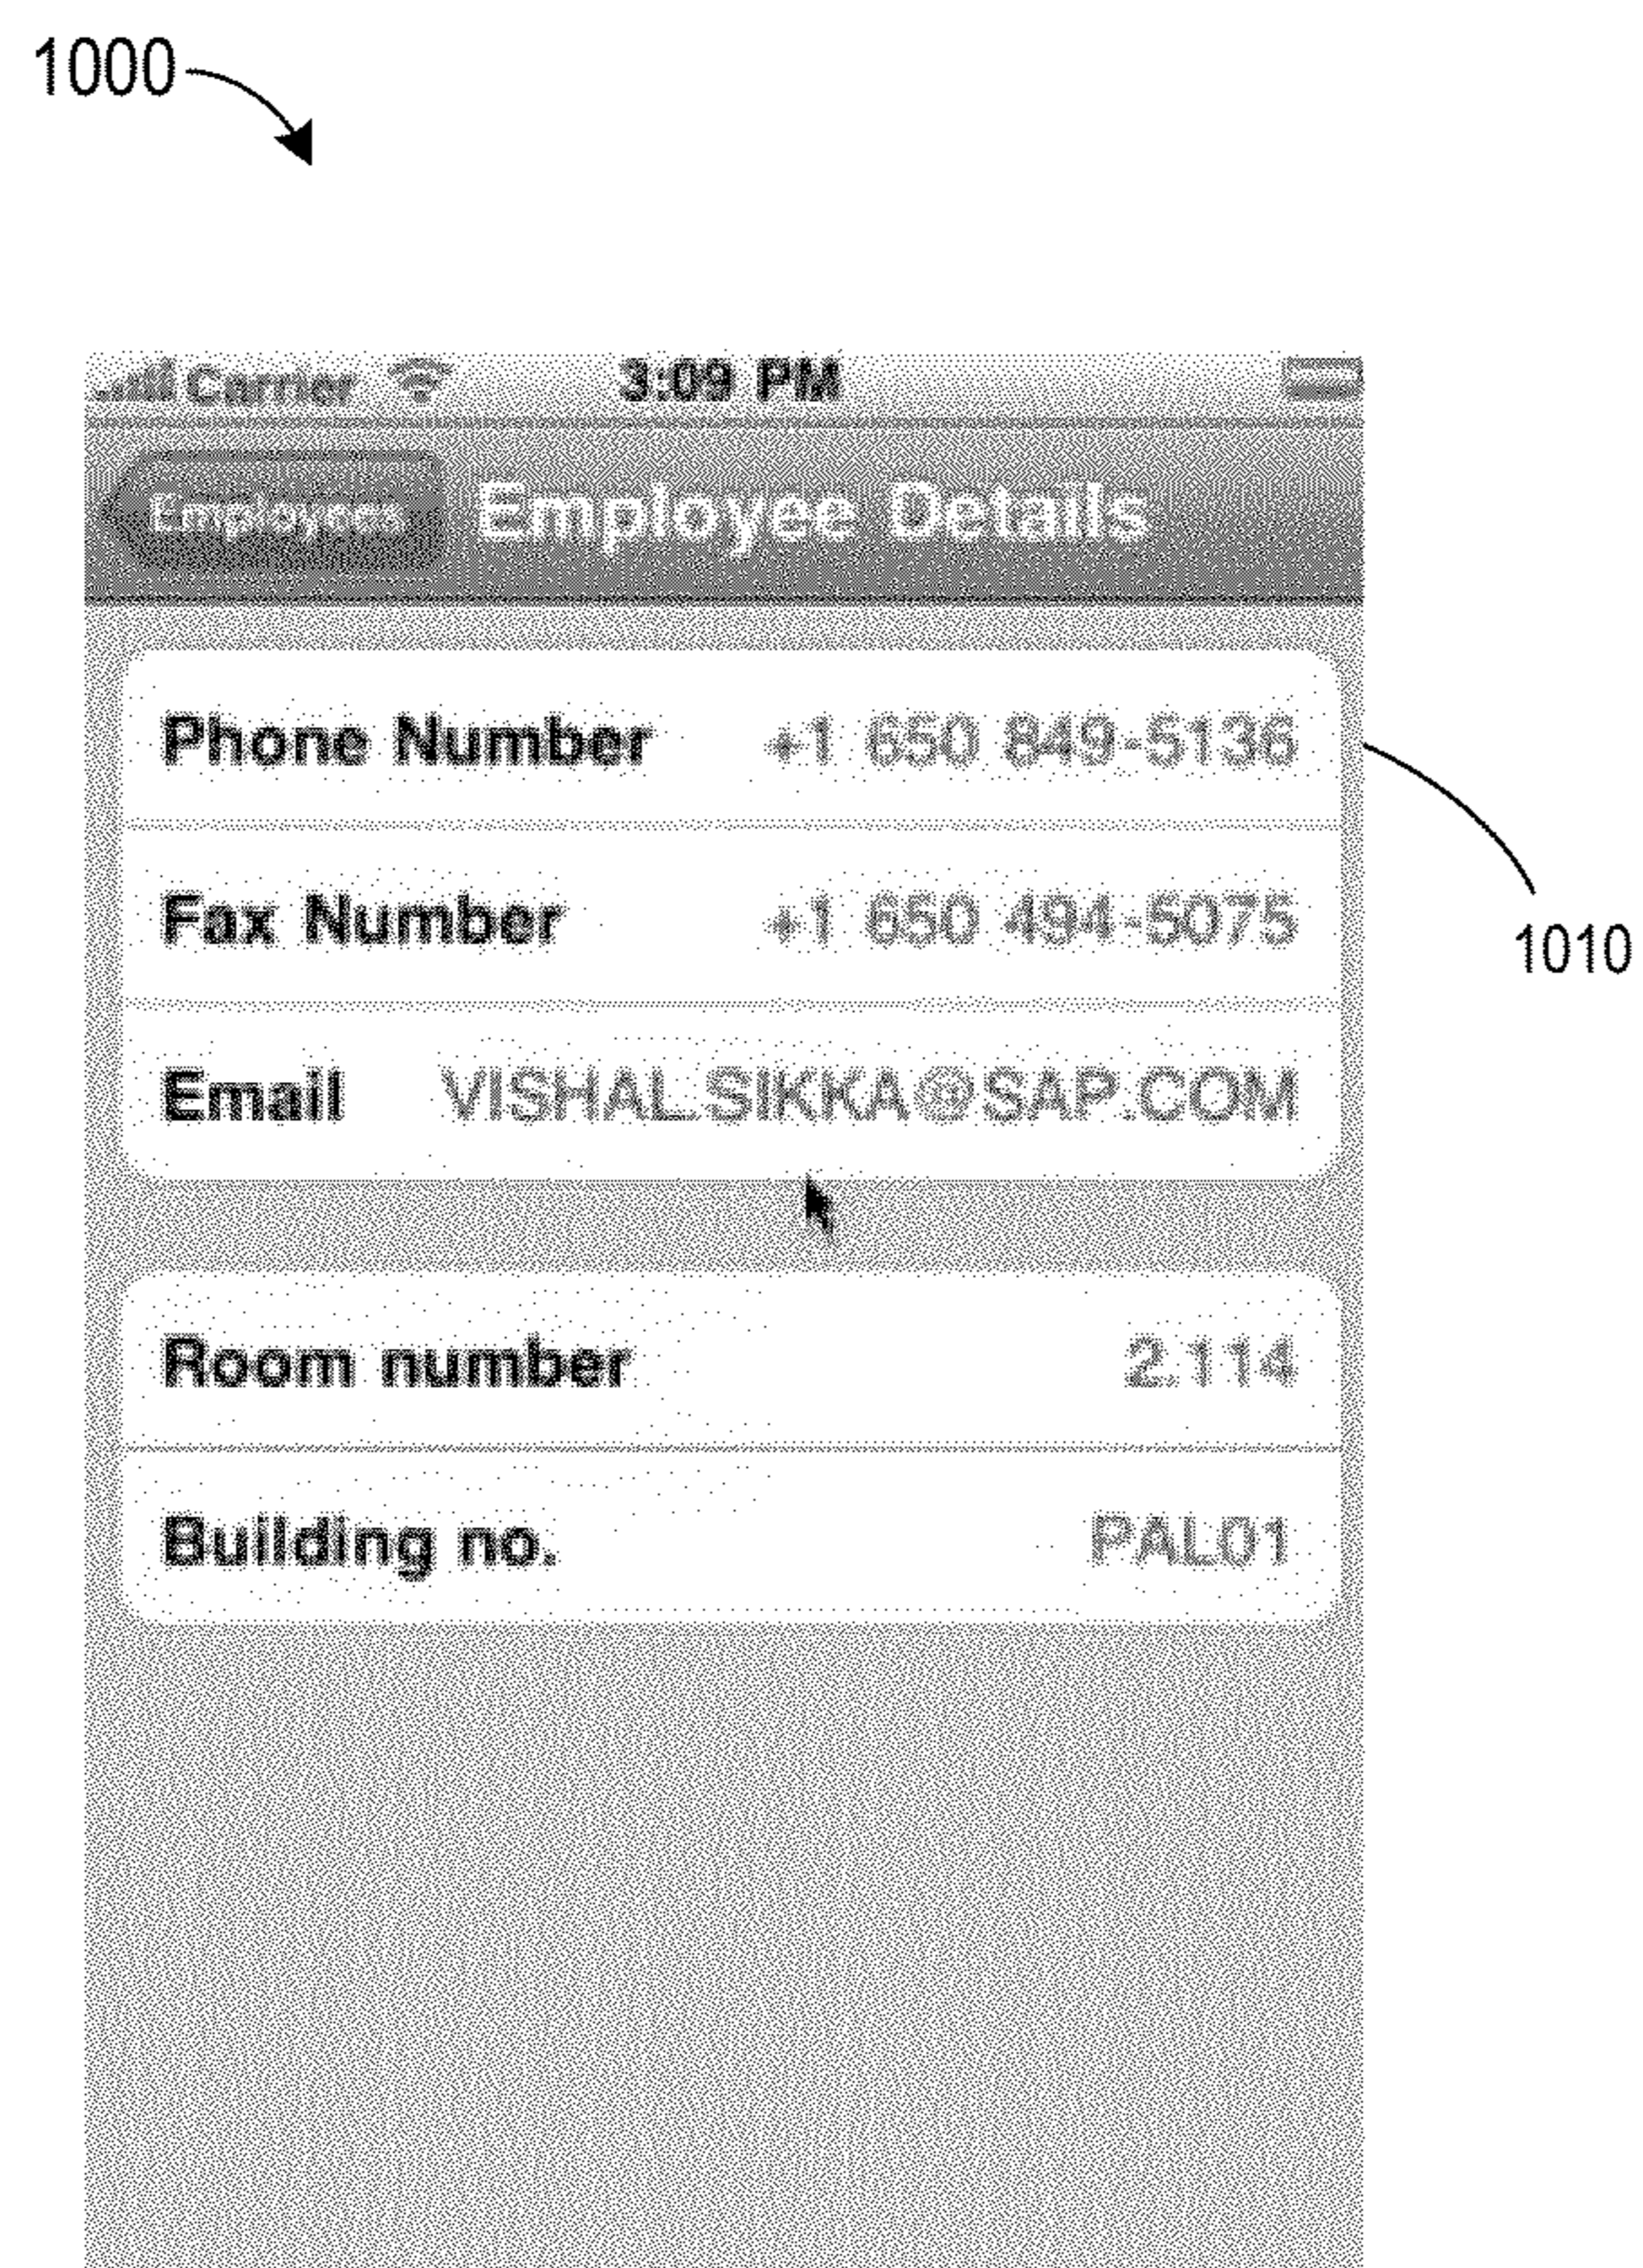 1000
Carrier 3:09 PM
Employees Employee Details
Phone Number +1 650 849-5136
Fax Number +1 650 494-5075
1010
Email VISHAL.SIKKA@SAP.COM
Room number 2.114
Building no. PAL01